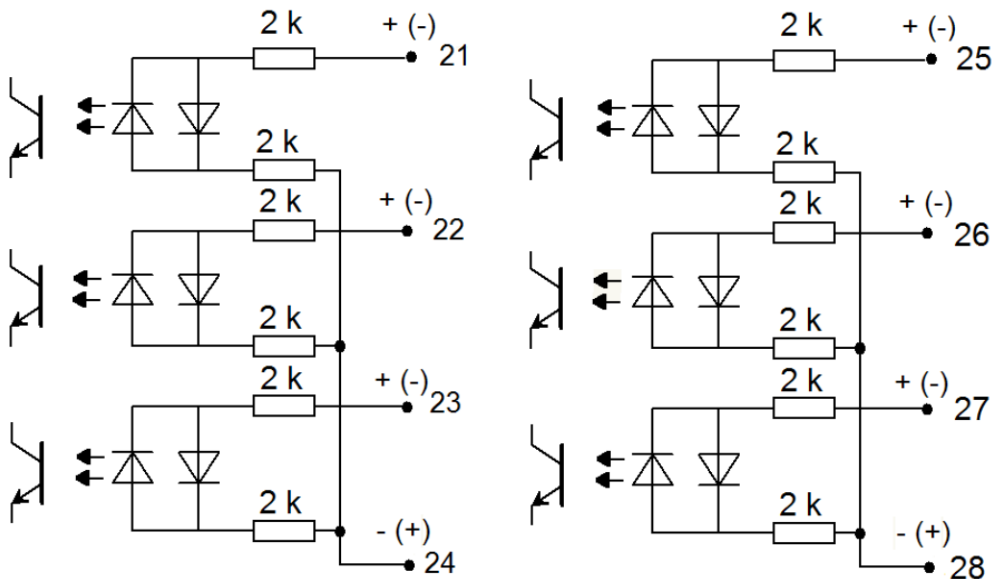 2 k + (-) 21
2 k
2 k + (-) 22
2 k
2 k + (-) 23
2 k
- (+) 24
2 k + (-) 25
2 k
2 k + (-) 26
2 k
2 k + (-) 27
2 k
- (+) 28